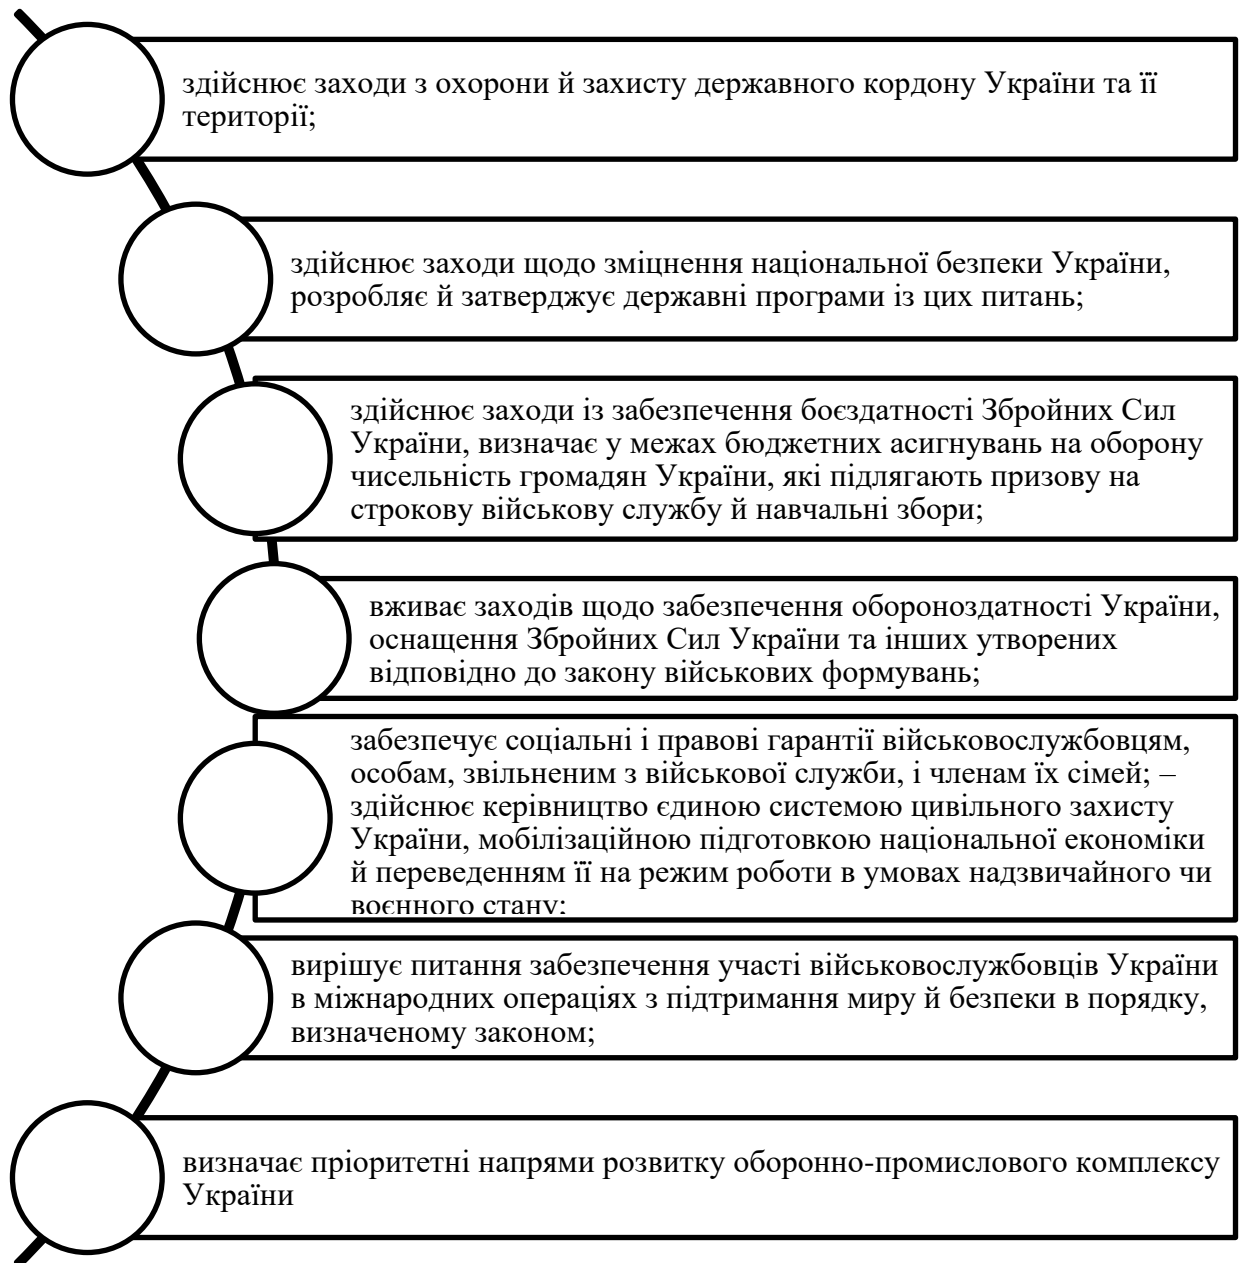 здійснює заходи з охорони й захисту державного кордону України та її
території;
здійснює заходи щодо зміцнення національної безпеки України,
розробляє й затверджує державні програми із цих питань;
здійснює заходи із забезпечення боєздатності Збройних Сил
України, визначає у межах бюджетних асигнувань на оборону
чисельність громадян України, які підлягають призову на
строкову військову службу й навчальні збори;
вживає заходів щодо забезпечення обороноздатності України,
оснащення Збройних Сил України та інших утворених
відповідно до закону військових формувань;
забезпечує соціальні і правові гарантії військовослужбовцям,
особам, звільненим з військової служби, і членам їх сімей; –
здійснює керівництво єдиною системою цивільного захисту
України, мобілізаційною підготовкою національної економіки
й переведенням її на режим роботи в умовах надзвичайного чи
воєнного стану;
вирішує питання забезпечення участі військовослужбовців України
в міжнародних операціях з підтримання миру й безпеки в порядку,
визначеному законом;
визначає пріоритетні напрями розвитку оборонно-промислового комплексу
України